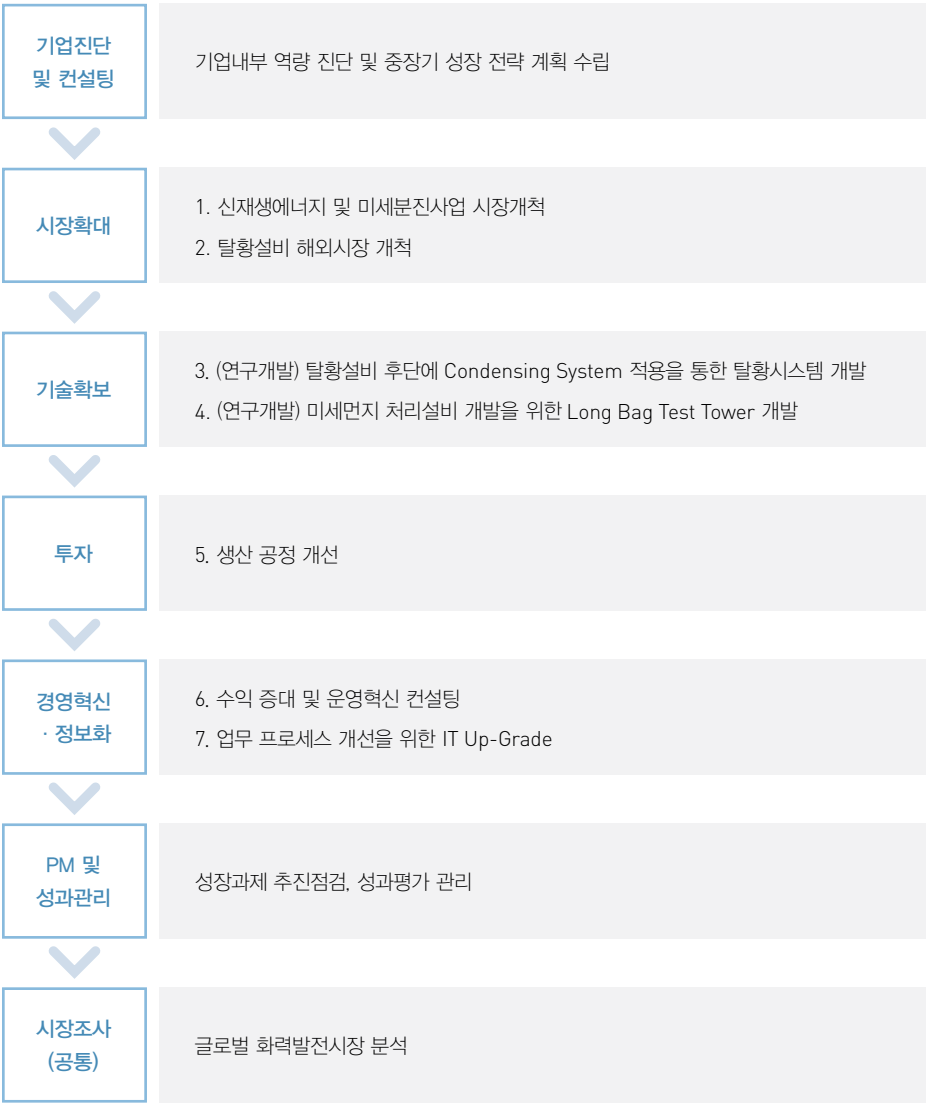 기업진단
및 컨설팅
기업내부 역량 진단 및 중장기 성장 전략 계획 수립
시장확대
1. 신재생에너지 및 미세분진사업 시장개척
2. 탈황설비 해외시장 개척
기술확보
3. (연구개발) 탈황설비 후단에 Condensing System 적용을 통한 탈황시스템 개발
4. (연구개발) 미세먼지 처리설비 개발을 위한 Long Bag Test Tower 개발
투자
5. 생산 공정 개선
경영혁신
· 정보화
6. 수익 증대 및 운영혁신 컨설팅
7. 업무 프로세스 개선을 위한 IT Up-Grade
PM 및
성과관리
성장과제 추진점검, 성과평가 관리
시장조사
(공통)
글로벌 화력발전시장 분석